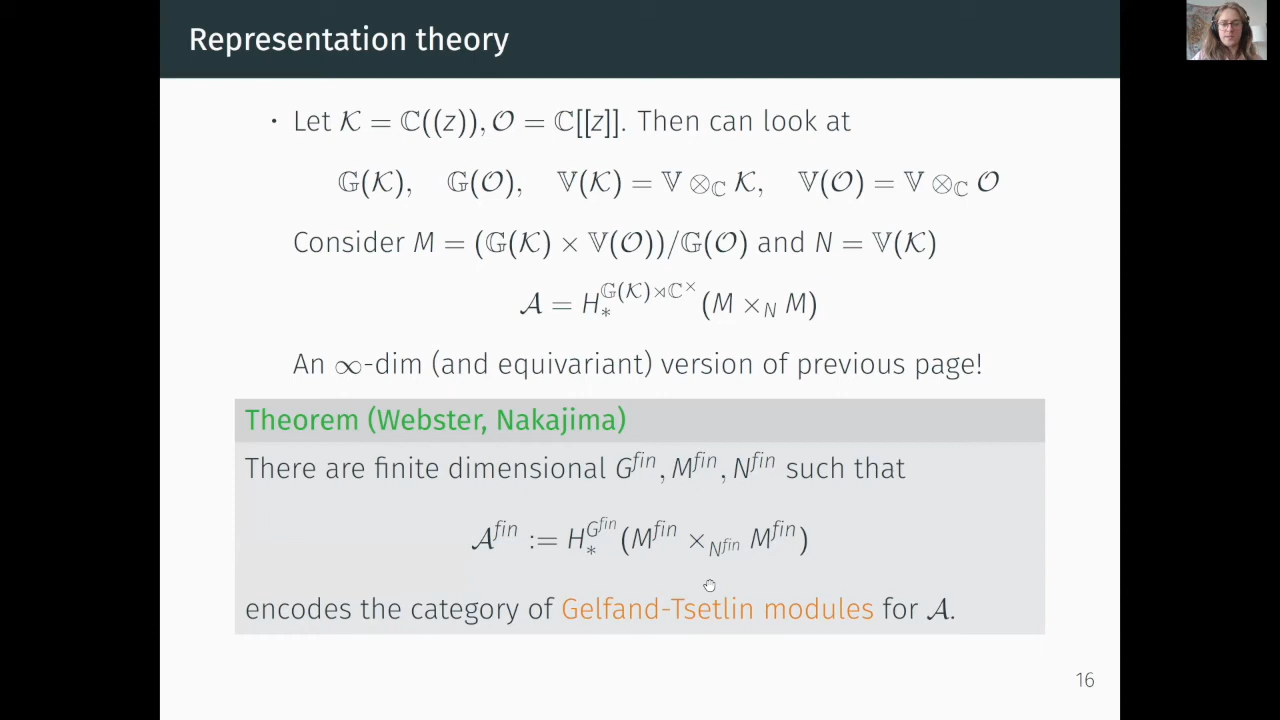 Representation theory
• Let 𝒦 = ℂ((z)), 𝒪 = ℂ[[z]]. Then can look at
𝔾(𝒦), 𝔾(𝒪), 𝕍(𝒦) = 𝕍 ⊗_ℂ 𝒦, 𝕍(𝒪) = 𝕍 ⊗_ℂ 𝒪
Consider M = (𝔾(𝒦) × 𝕍(𝒪))/𝔾(𝒪) and N = 𝕍(𝒦)
𝒜 = H_*^{𝔾(𝒦)⋊ℂ^×}(M ×_N M)
An ∞-dim (and equivariant) version of previous page!
Theorem (Webster, Nakajima)
There are finite dimensional G^{fin}, M^{fin}, N^{fin} such that
𝒜^{fin} := H_*^{G^{fin}}(M^{fin} ×_{N^{fin}} M^{fin})
encodes the category of Gelfand-Tsetlin modules for 𝒜.
16